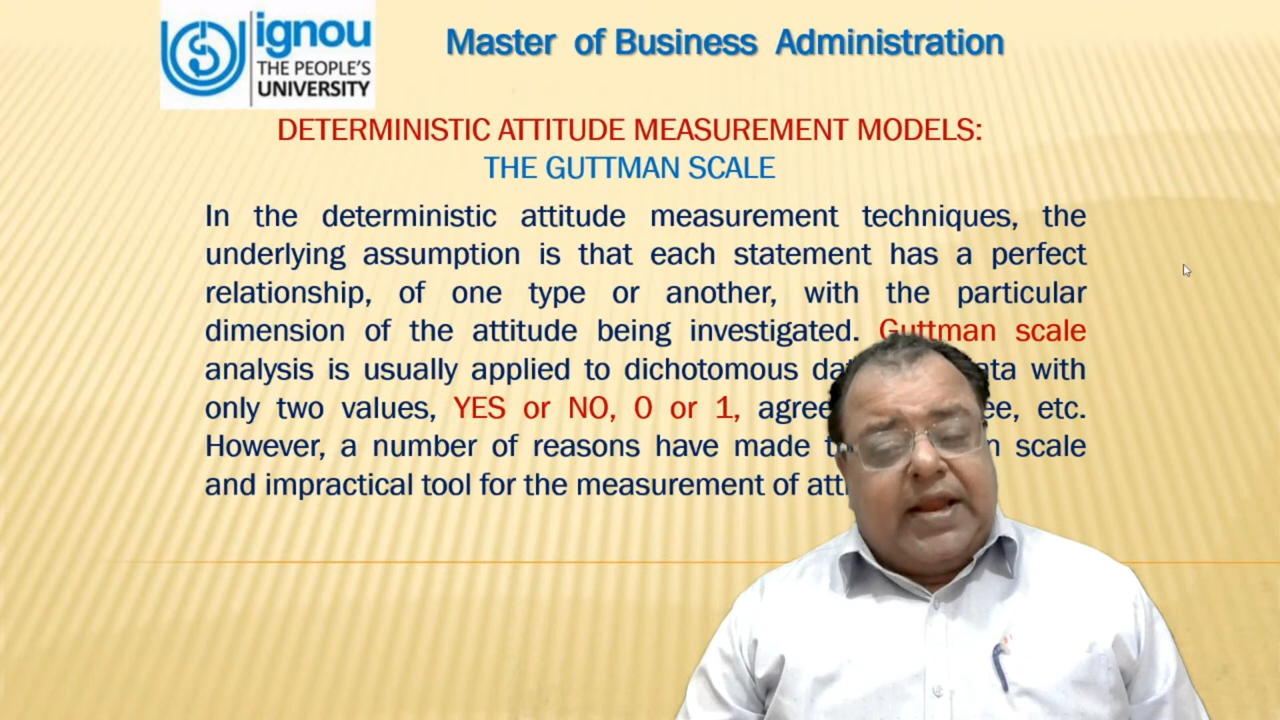 ignou
THE PEOPLE'S
UNIVERSITY
Master of Business Administration
DETERMINISTIC ATTITUDE MEASUREMENT MODELS:
THE GUTTMAN SCALE
In the deterministic attitude measurement techniques, the
underlying assumption is that each statement has a perfect
relationship, of one type or another, with the particular
dimension of the attitude being investigated. Guttman scale
analysis is usually applied to dichotomous with
only two values, YES or NO, 0 or 1, etc.
However, a number of reasons have made scale
and impractical tool for the measurement of